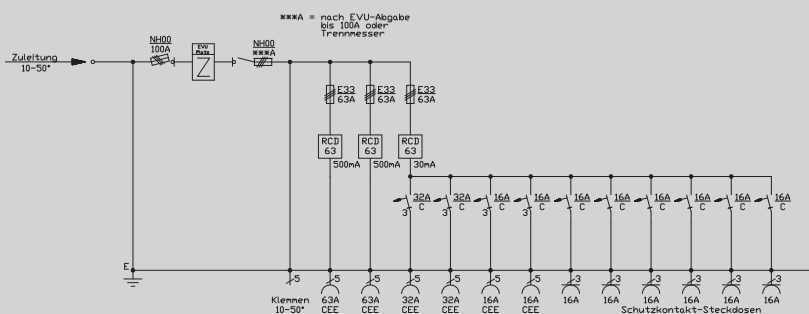 ***A = nach EVU-Abgabe
bis 100A oder
Trennmesser
Zuleitung
10-50°
NH00
100A
EVU
Platz
Z
NH00
***A
E33
63A
E33
63A
E33
63A
RCD
63
500mA
RCD
63
500mA
RCD
63
30mA
32A
C
3
32A
C
3
16A
C
3
16A
C
3
16A
C
16A
C
16A
C
16A
C
16A
C
16A
C
E
5
5
5
5
5
5
5
3
3
3
3
3
3
Klemmen
10-50°
63A
CEE
63A
CEE
32A
CEE
32A
CEE
16A
CEE
16A
CEE
16A
16A
16A
16A
16A
16A
Schutzkontakt-Steckdosen